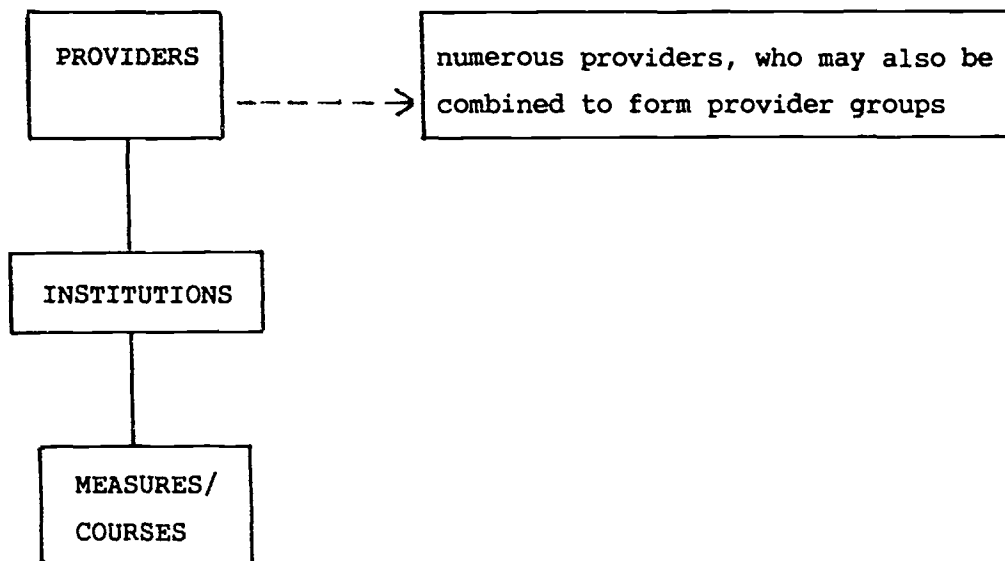 PROVIDERS
numerous providers, who may also be
combined to form provider groups
INSTITUTIONS
MEASURES/
COURSES